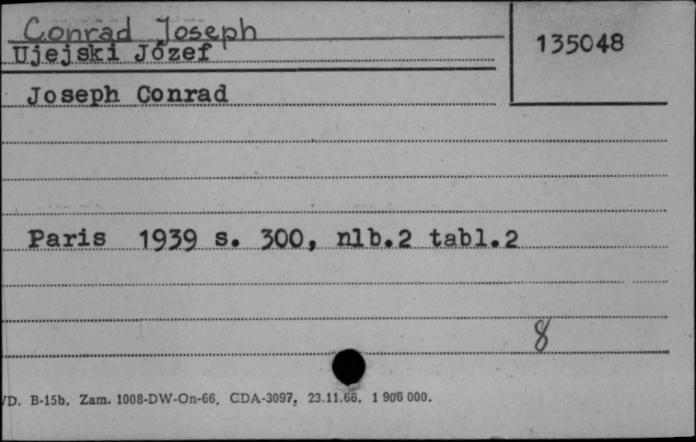 Conrad Joseph
135048
Ujejski Józef
Joseph Conrad
Paris 1939 s. 300, nlb.2 tabl.2
8
D. B-15b. Zam. 1008-DW-On-66. CDA-3097. 23.11.66. 1 906 000.